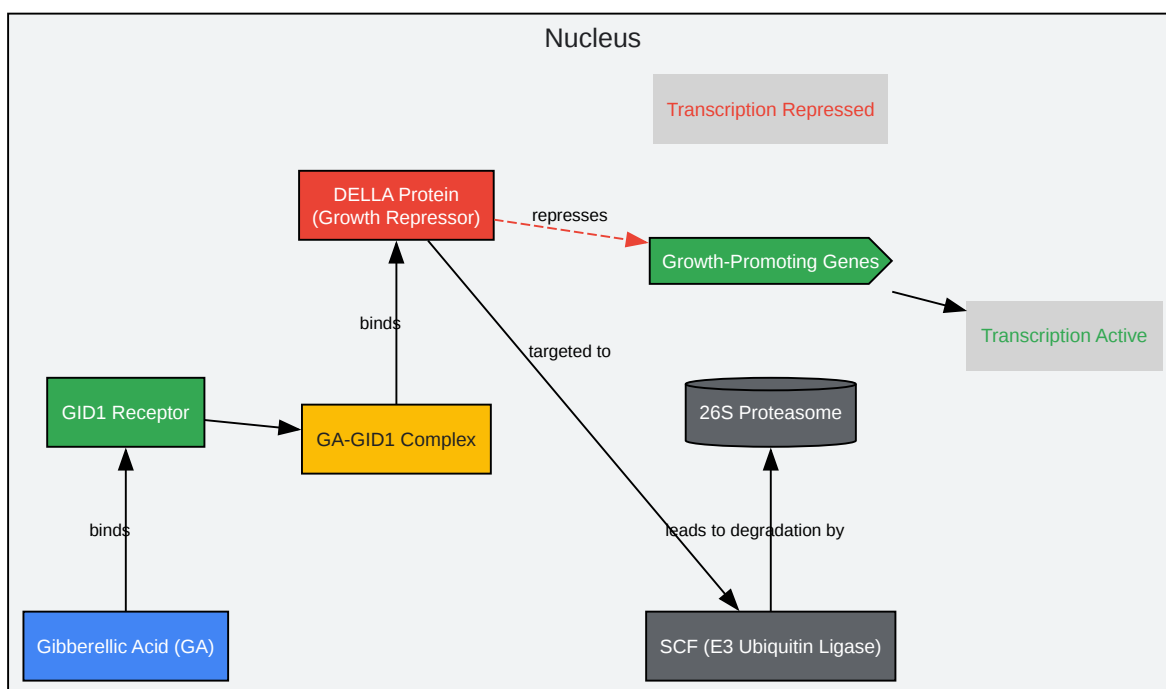 Nucleus
Transcription Repressed
DELLA Protein
(Growth Repressor)
represses
Growth-Promoting Genes
binds
targeted to
Transcription Active
GID1 Receptor
GA-GID1 Complex
26S Proteasome
binds
leads to degradation by
Gibberellic Acid (GA)
SCF (E3 Ubiquitin Ligase)